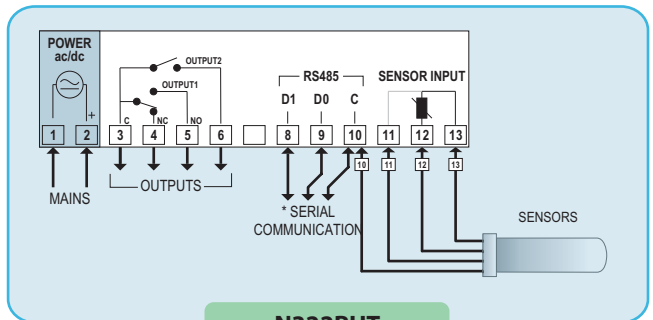 POWER
ac/dc
+
OUTPUT2
OUTPUT1
C
NC
NO
RS485
D1 D0 C
SENSOR INPUT
1 2 3 4 5 6 8 9 10 11 12 13
MAINS
OUTPUTS
* SERIAL
COMMUNICATION
10 11 12 13
SENSORS